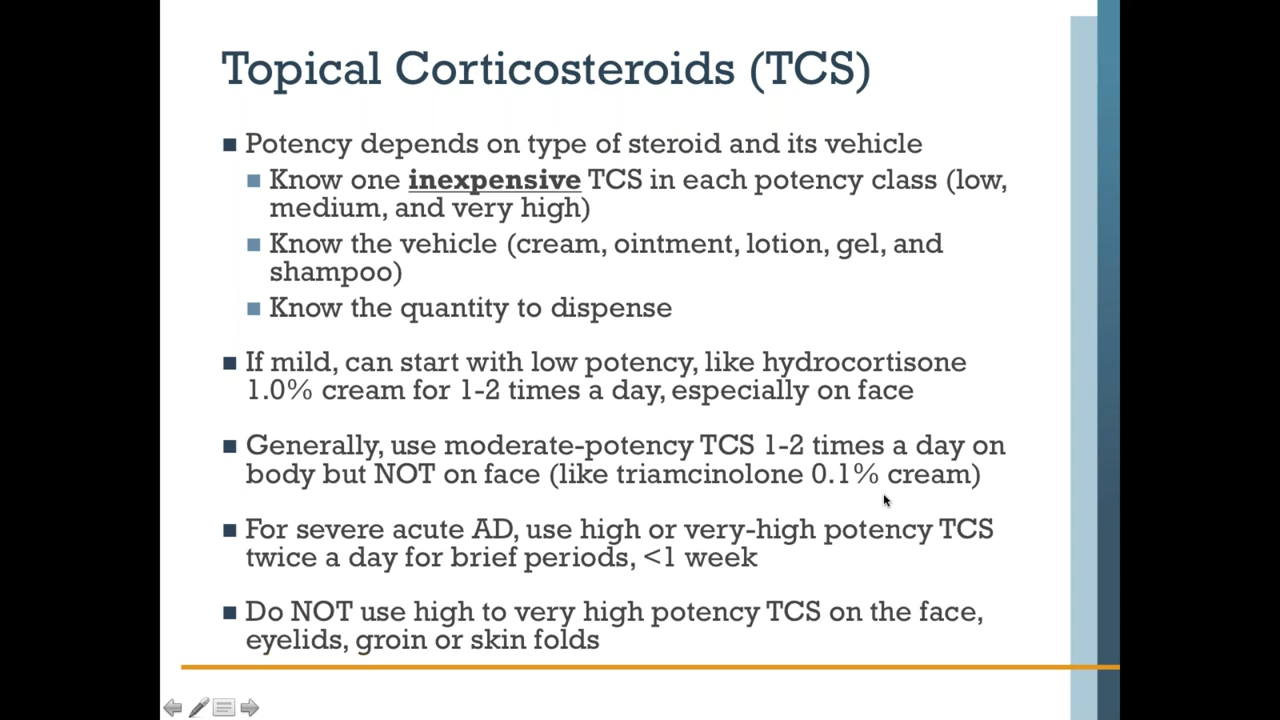 Topical Corticosteroids (TCS)
■ Potency depends on type of steroid and its vehicle
■ Know one inexpensive TCS in each potency class (low,
medium, and very high)
■ Know the vehicle (cream, ointment, lotion, gel, and
shampoo)
■ Know the quantity to dispense
■ If mild, can start with low potency, like hydrocortisone
1.0% cream for 1-2 times a day, especially on face
■ Generally, use moderate-potency TCS 1-2 times a day on
body but NOT on face (like triamcinolone 0.1% cream)
■ For severe acute AD, use high or very-high potency TCS
twice a day for brief periods, <1 week
■ Do NOT use high to very high potency TCS on the face,
eyelids, groin or skin folds